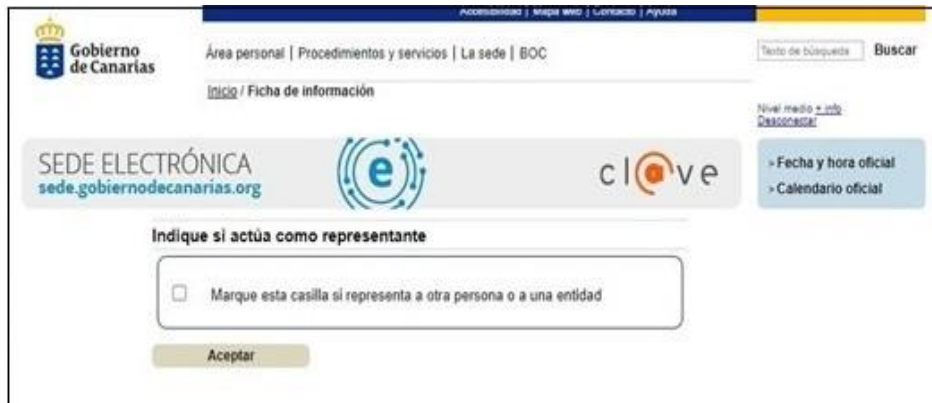 Accesibilidad | Mapa web | Contacto | Ayuda
Gobierno
de Canarias
Área personal | Procedimientos y servicios | La sede | BOC
Texto de búsqueda
Buscar
Inicio / Ficha de información
Nivel medio + info
Desconectar
SEDE ELECTRÓNICA
sede.gobiernodecanarias.org
e
cl@ve
> Fecha y hora oficial
> Calendario oficial
Indique si actúa como representante
Marque esta casilla si representa a otra persona o a una entidad
Aceptar